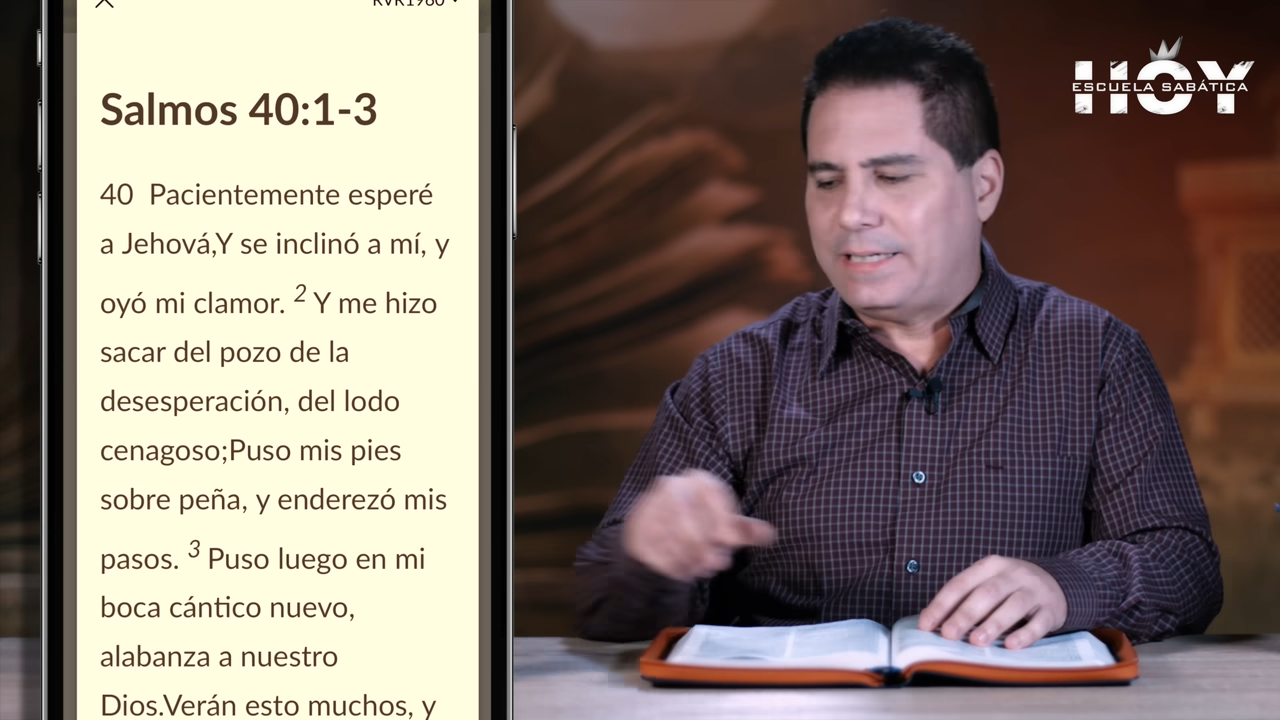 RVR1960
Salmos 40:1-3
40 Pacientemente esperé
a Jehová,Y se inclinó a mí, y
oyó mi clamor. 2 Y me hizo
sacar del pozo de la
desesperación, del lodo
cenagoso;Puso mis pies
sobre peña, y enderezó mis
pasos. 3 Puso luego en mi
boca cántico nuevo,
alabanza a nuestro
Dios.Verán esto muchos, y
HOY
ESCUELA SABÁTICA